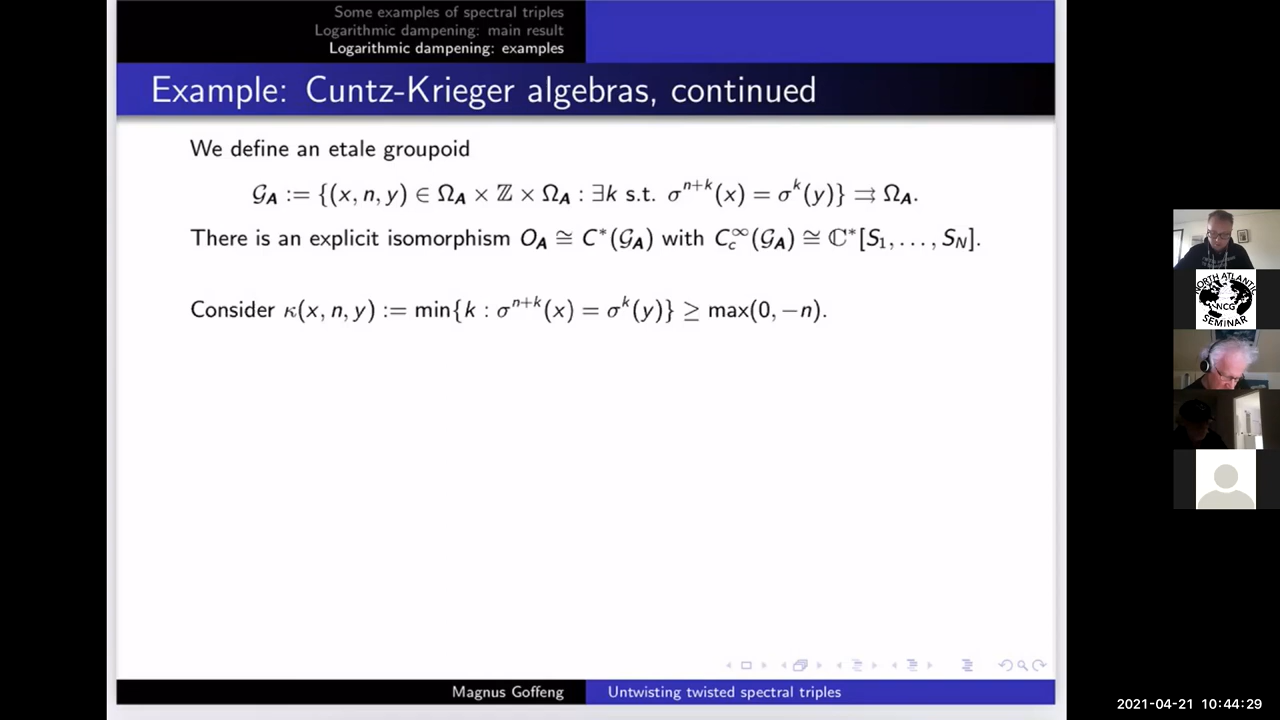 Some examples of spectral triples
Logarithmic dampening: main result
Logarithmic dampening: examples
Example: Cuntz-Krieger algebras, continued
We define an etale groupoid
𝒢_A := {(x, n, y) ∈ Ω_A × ℤ × Ω_A : ∃k s.t. σ^{n+k}(x) = σ^k(y)} ⇉ Ω_A.
There is an explicit isomorphism O_A ≅ C*(𝒢_A) with C_c^∞(𝒢_A) ≅ ℂ*[S_1, . . . , S_N].
Consider κ(x, n, y) := min{k : σ^{n+k}(x) = σ^k(y)} ≥ max(0, −n).
Magnus Goffeng
Untwisting twisted spectral triples
NORTH ATLANTIC
NCG
SEMINAR
2021-04-21 10:44:29